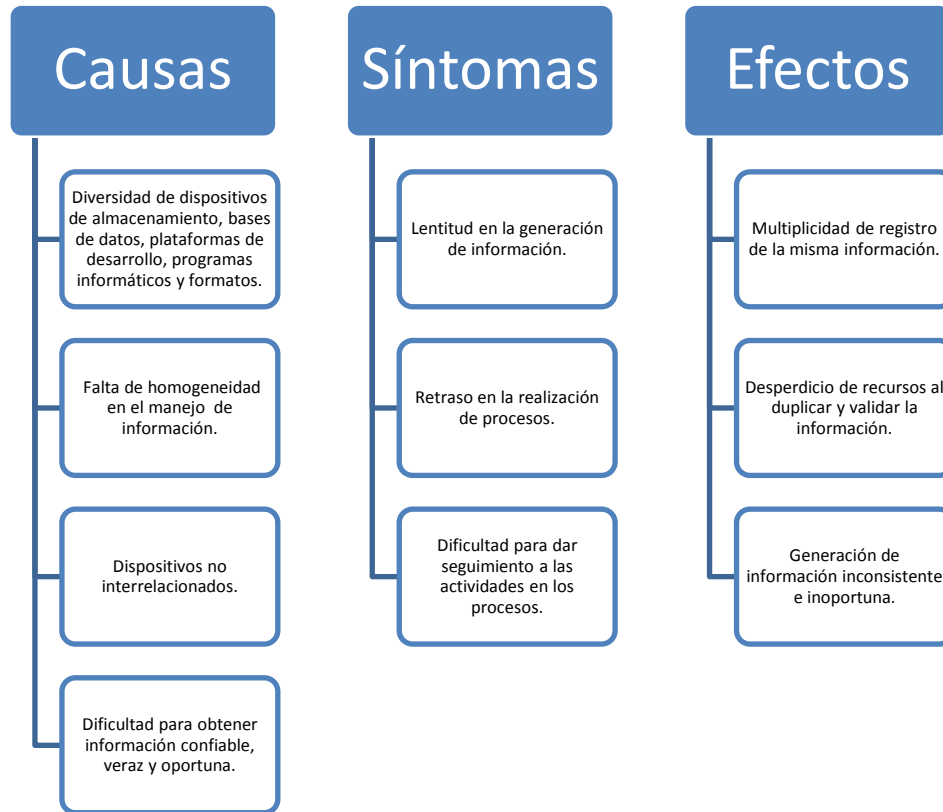 Causas
Diversidad de dispositivos
de almacenamiento, bases
de datos, plataformas de
desarrollo, programas
informáticos y formatos.
Falta de homogeneidad
en el manejo de
información.
Dispositivos no
interrelacionados.
Dificultad para obtener
información confiable,
veraz y oportuna.
Síntomas
Lentitud en la generación
de información.
Retraso en la realización
de procesos.
Dificultad para dar
seguimiento a las
actividades en los
procesos.
Efectos
Multiplicidad de registro
de la misma información.
Desperdicio de recursos al
duplicar y validar la
información.
Generación de
información inconsistente
e inoportuna.